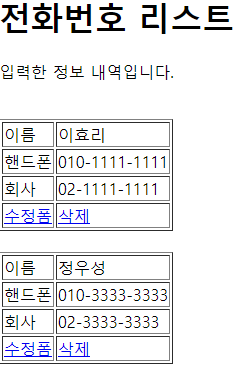 전화번호 리스트
입력한 정보 내역입니다.
이름 이효리
핸드폰 010-1111-1111
회사 02-1111-1111
수정폼 삭제
이름 정우성
핸드폰 010-3333-3333
회사 02-3333-3333
수정폼 삭제